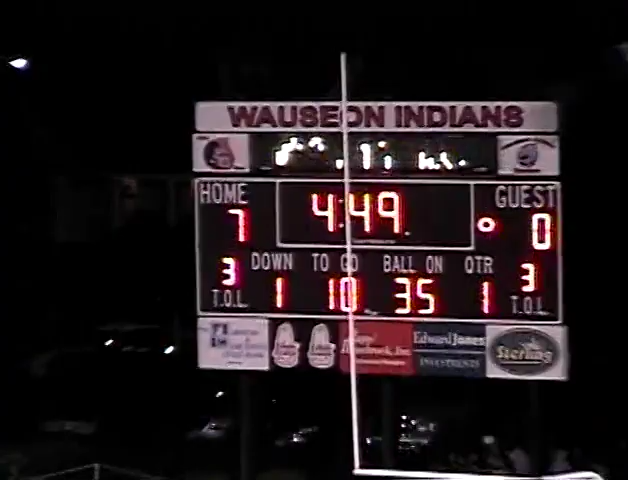 WAUSEON INDIANS
HOME 4:49 GUEST
7 0
3 DOWN TO GO BALL ON QTR 3
T.O.L. 1 10 35 1 T.O.L.
Edward Jones
INVESTMENTS
Sterling